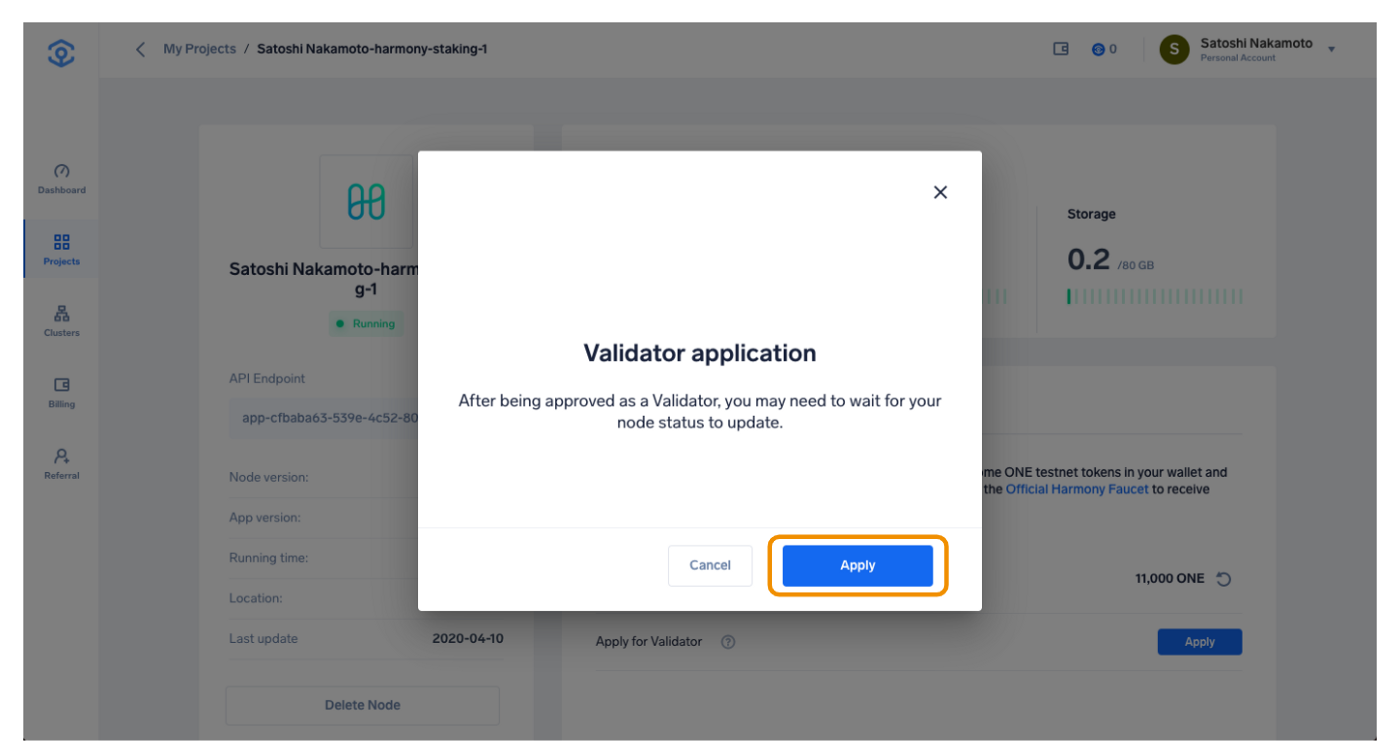 My Projects / Satoshi Nakamoto-harmony-staking-1
0
S
Satoshi Nakamoto
Personal Account
Dashboard
Projects
Clusters
Billing
Referral
Satoshi Nakamoto-harm
g-1
Running
API Endpoint
app-cfbaba63-539e-4c52-80
Node version:
App version:
Running time:
Location:
Last update 2020-04-10
Delete Node
Validator application
After being approved as a Validator, you may need to wait for your
node status to update.
Cancel
Apply
Storage
0.2 /80 GB
me ONE testnet tokens in your wallet and
the Official Harmony Faucet to receive
11,000 ONE
Apply for Validator ?
Apply